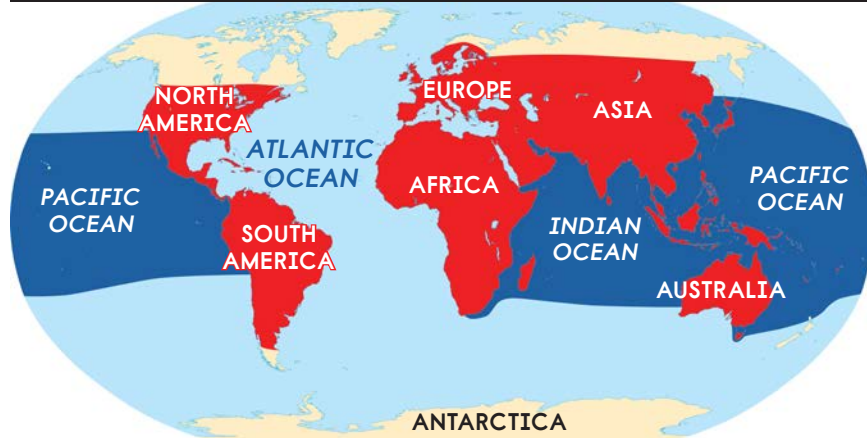 NORTH
AMERICA
EUROPE
ASIA
ATLANTIC
OCEAN
AFRICA
PACIFIC
OCEAN
PACIFIC
OCEAN
INDIAN
OCEAN
SOUTH
AMERICA
AUSTRALIA
ANTARCTICA